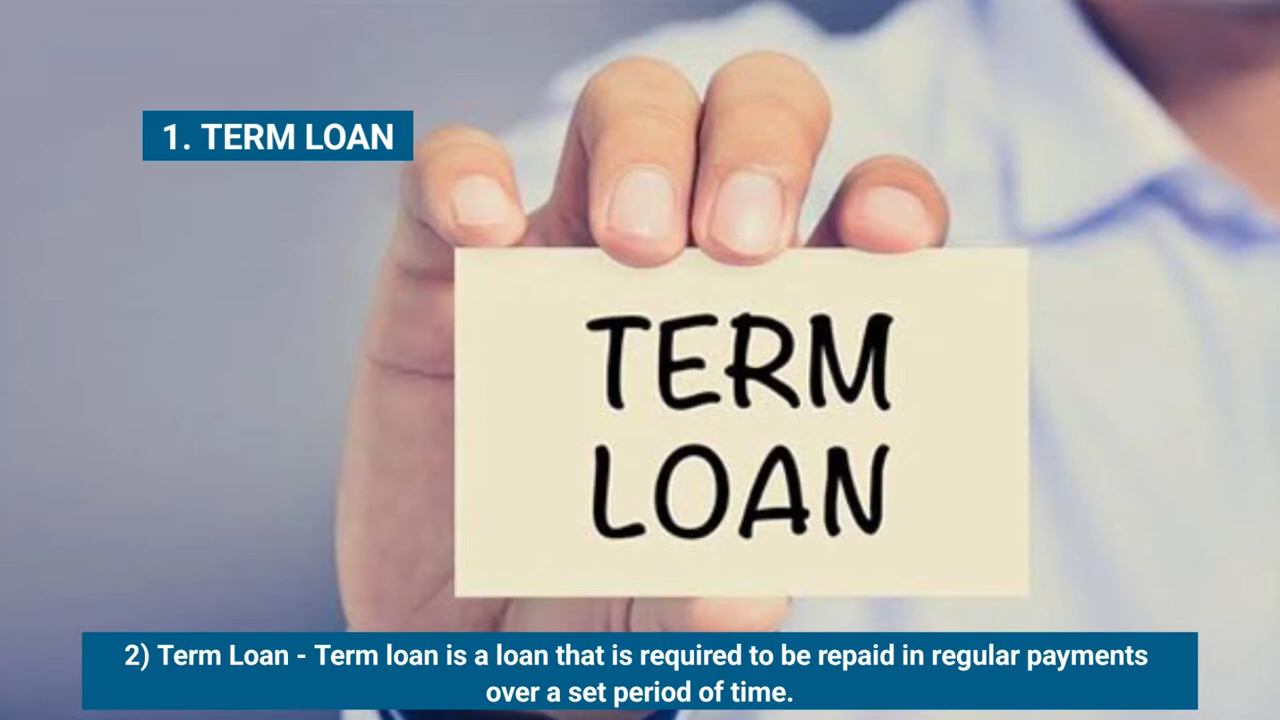 1. TERM LOAN
TERM
LOAN
2) Term Loan - Term loan is a loan that is required to be repaid in regular payments
over a set period of time.